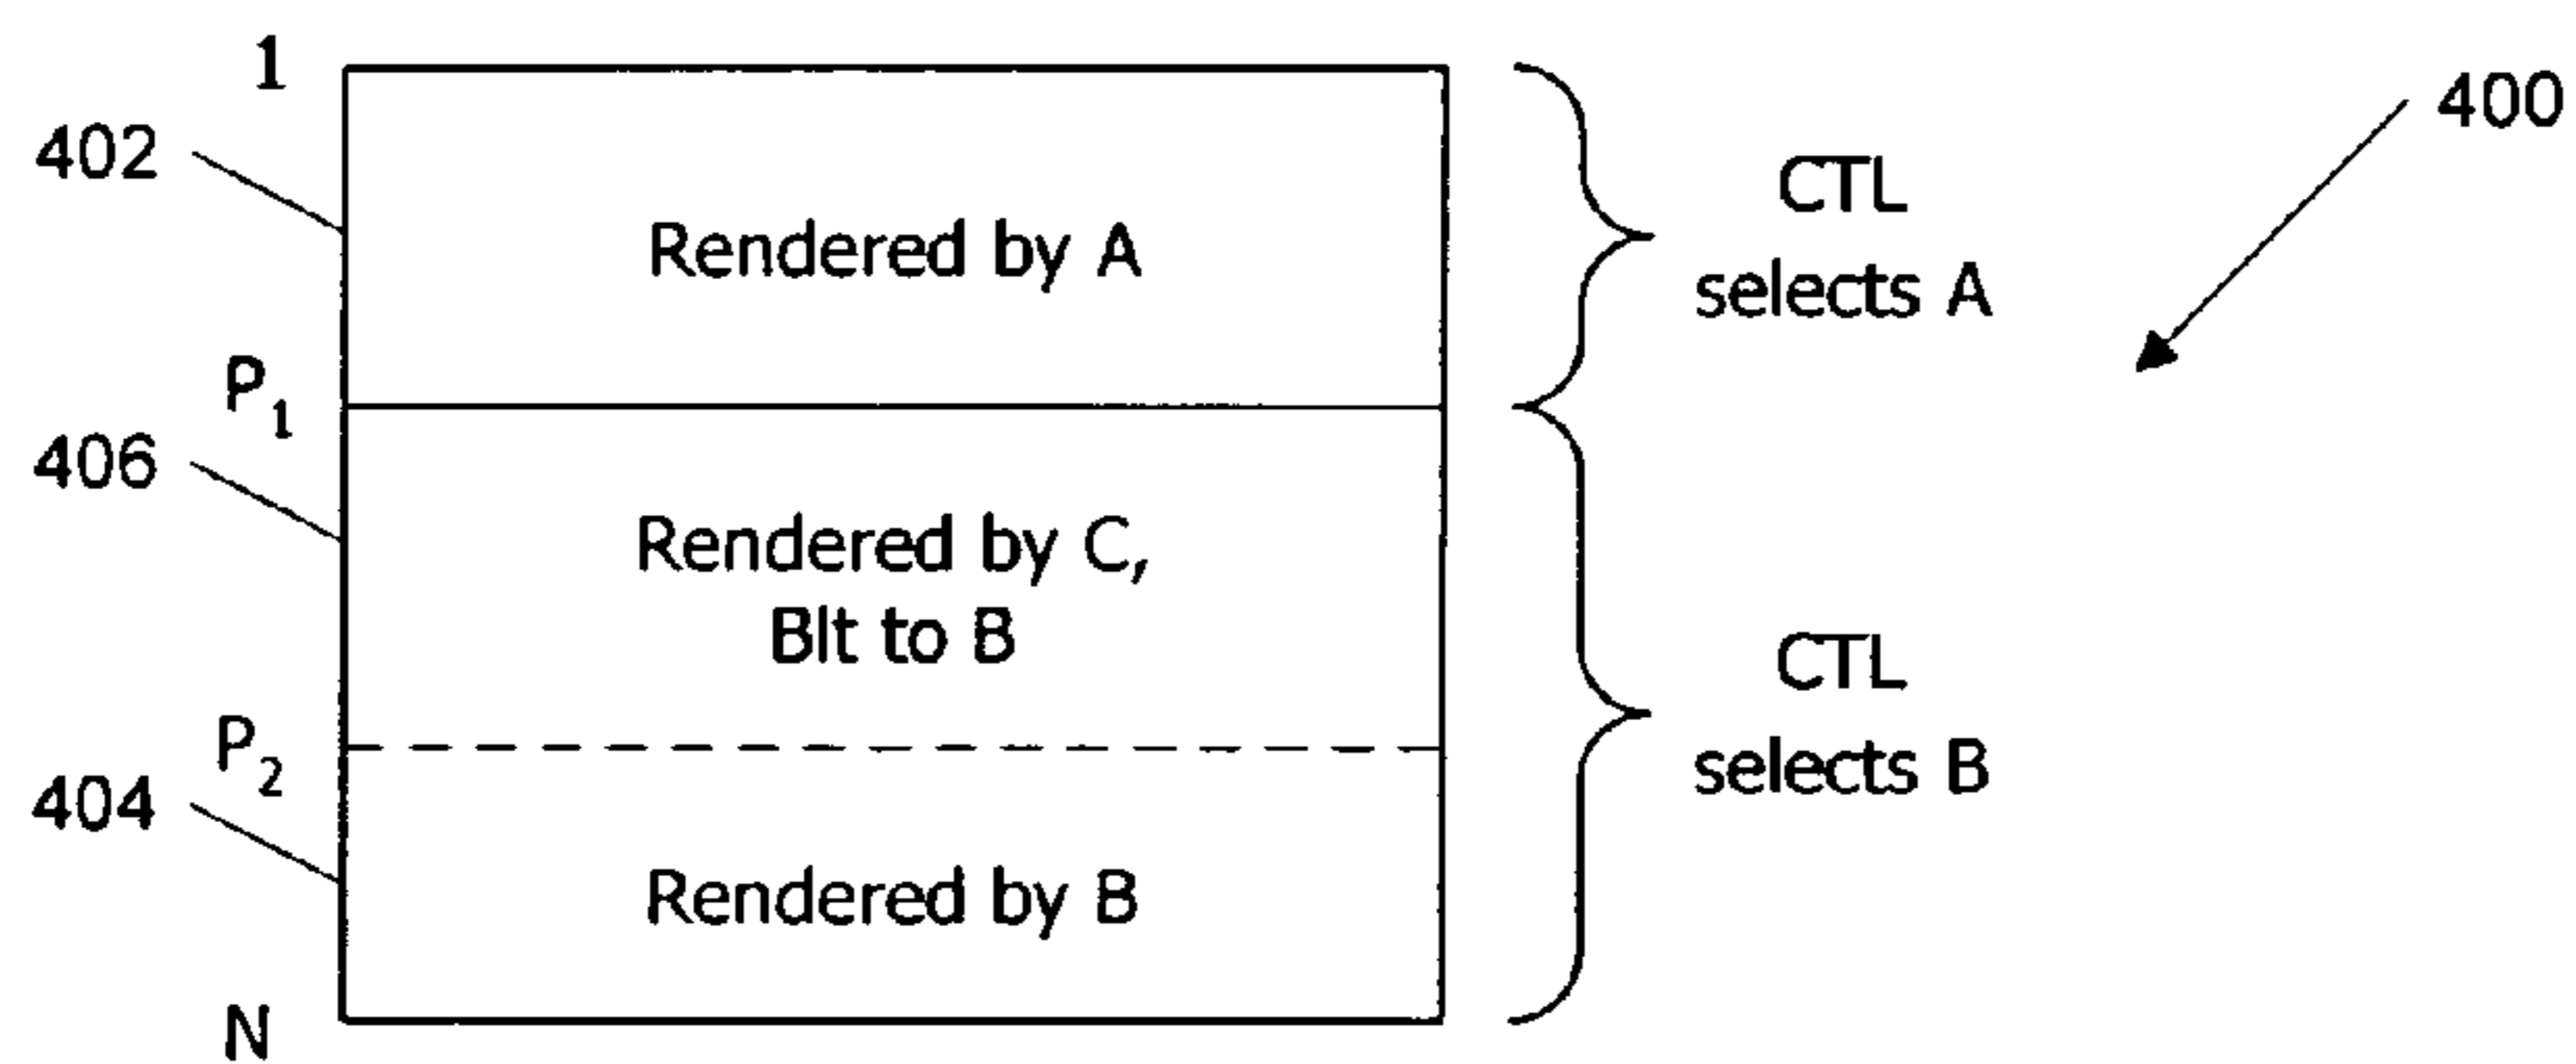 1
402
Rendered by A
CTL
selects A
400
P1
406
Rendered by C,
Blt to B
CTL
selects B
P2
404
Rendered by B
N